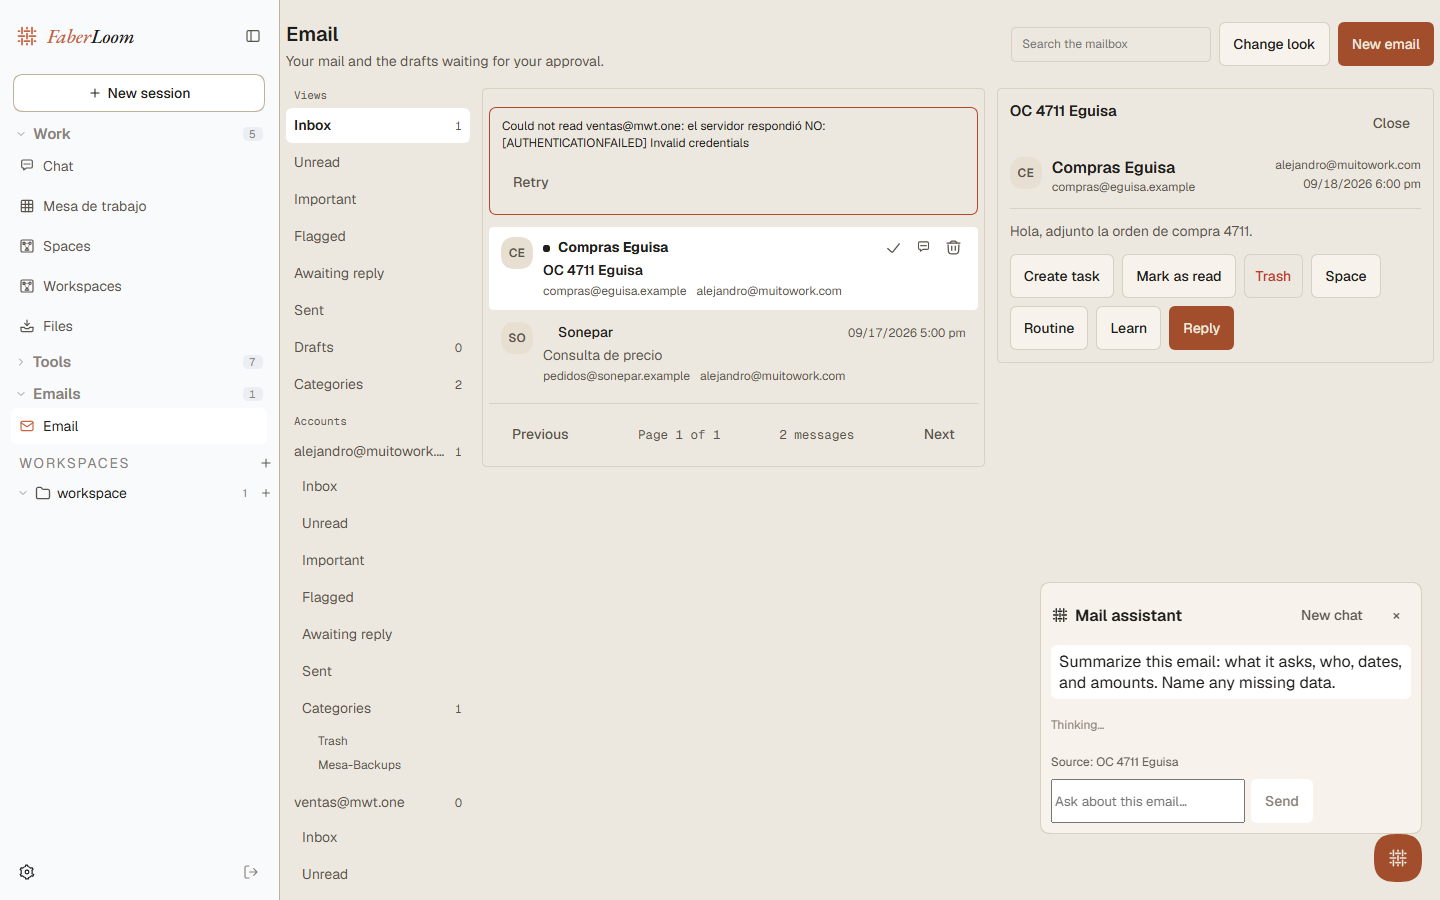 FaberLoom
+ New session
Work 5
Chat
Mesa de trabajo
Spaces
Workspaces
Files
Tools 7
Emails 1
Email
WORKSPACES +
workspace 1 +
Email
Your mail and the drafts waiting for your approval.
Search the mailbox
Change look
New email
Views
Inbox 1
Unread
Important
Flagged
Awaiting reply
Sent
Drafts 0
Categories 2
Accounts
alejandro@muitowork.... 1
Inbox
Unread
Important
Flagged
Awaiting reply
Sent
Categories 1
Trash
Mesa-Backups
ventas@mwt.one 0
Inbox
Unread
Could not read ventas@mwt.one: el servidor respondió NO:
[AUTHENTICATIONFAILED] Invalid credentials
Retry
CE Compras Eguisa
OC 4711 Eguisa
compras@eguisa.example alejandro@muitowork.com
SO Sonepar 09/17/2026 5:00 pm
Consulta de precio
pedidos@sonepar.example alejandro@muitowork.com
Previous Page 1 of 1 2 messages Next
OC 4711 Eguisa
Close
CE Compras Eguisa alejandro@muitowork.com
compras@eguisa.example 09/18/2026 6:00 pm
Hola, adjunto la orden de compra 4711.
Create task Mark as read Trash Space
Routine Learn Reply
Mail assistant New chat ×
Summarize this email: what it asks, who, dates,
and amounts. Name any missing data.
Thinking…
Source: OC 4711 Eguisa
Ask about this email… Send